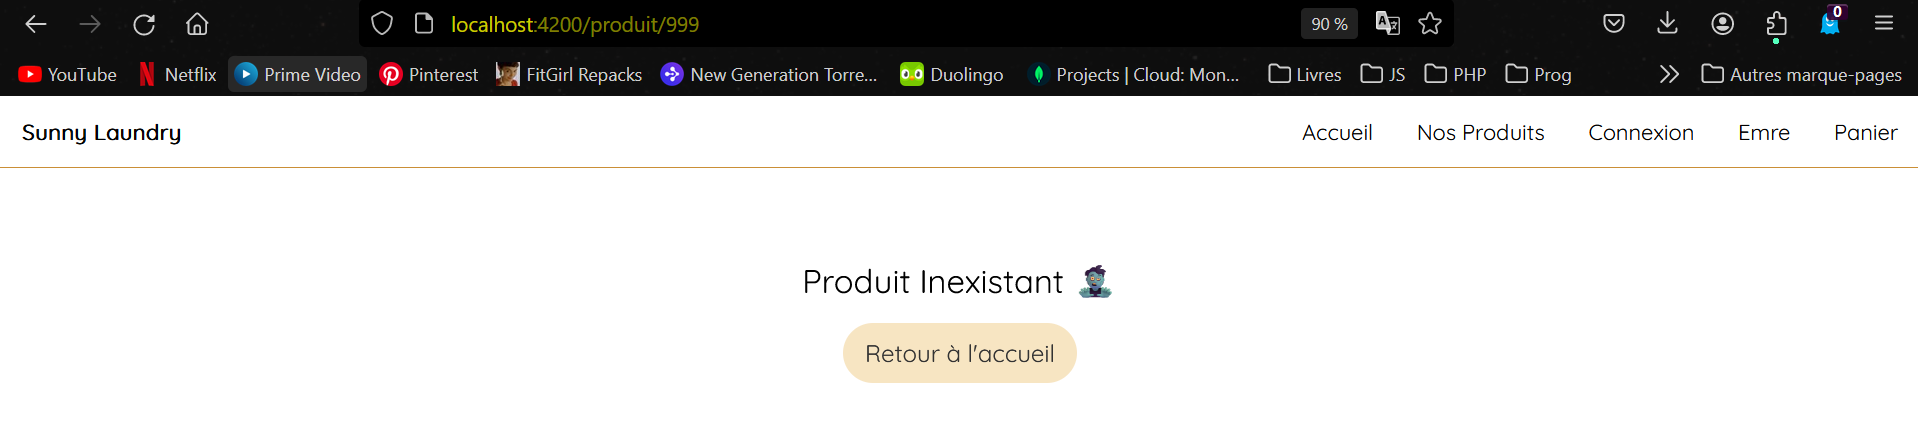 localhost:4200/produit/999 90 % 0
YouTube Netflix Prime Video Pinterest FitGirl Repacks New Generation Torre... Duolingo Projects | Cloud: Mon... Livres JS PHP Prog Autres marque-pages
Sunny Laundry Accueil Nos Produits Connexion Emre Panier
Produit Inexistant
Retour à l'accueil